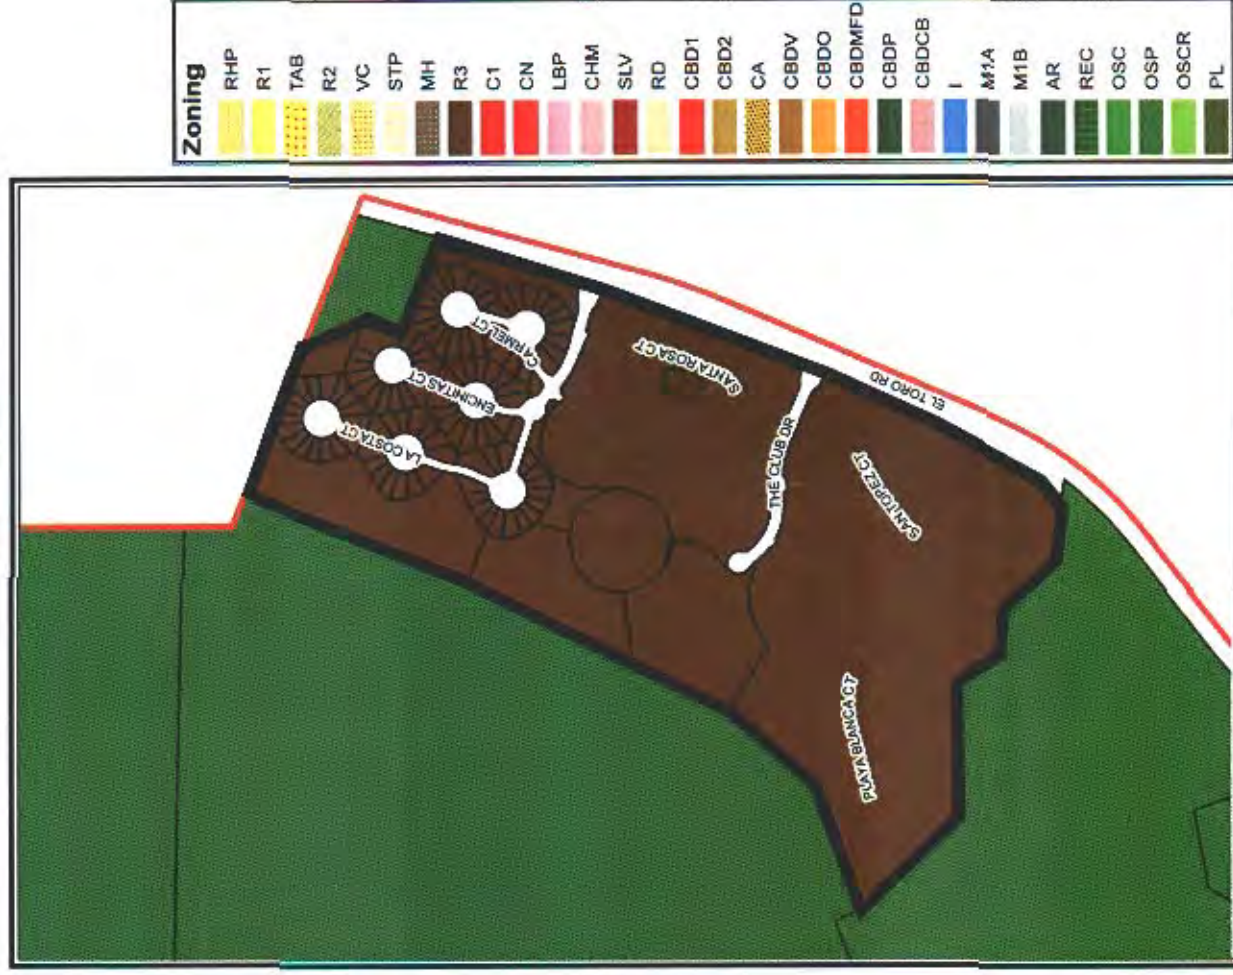 Zoning
RHP
R1
TAB
R2
VC
STP
MH
R3
C1
CN
LBP
CHM
SLV
RD
CBD1
CBD2
CA
CBDV
CBDO
CBDMFD
CBDP
CBDCB
I
M1A
M1B
AR
REC
OSC
OSP
OSCR
PL
CARMEL CT
ENCINITAS CT
LA COSTA CT
SANTA ROSA CT
EL TORO RD
THE CLUB DR
SAN TOPEZ CT
PLAYA BLANCA CT